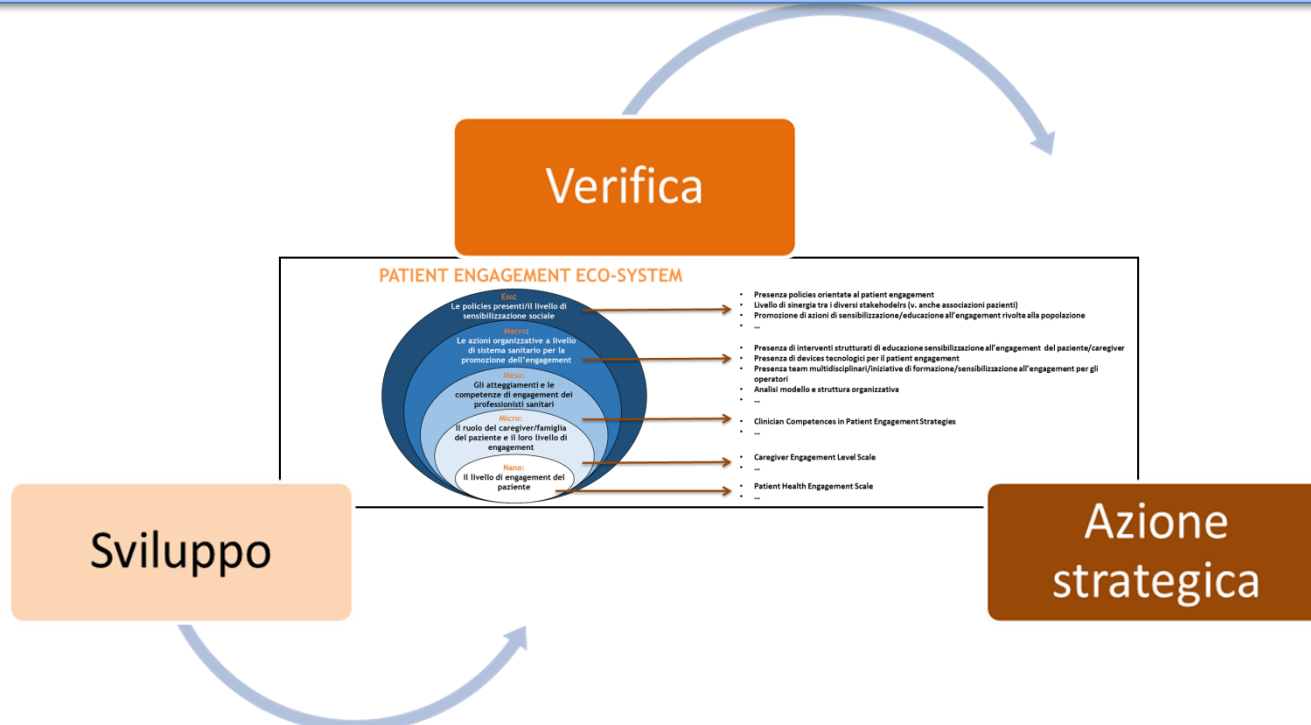 Verifica
PATIENT ENGAGEMENT ECO-SYSTEM
Eso:
Le policies presenti/il livello di
sensibilizzazione sociale
Macro:
Le azioni organizzative a livello
di sistema sanitario per la
promozione dell'engagement
Meso:
Gli atteggiamenti e le
competenze di engagement dei
professionisti sanitari
Micro:
Il ruolo del caregiver/famiglia
del paziente e il loro livello di
engagement
Nano:
Il livello di engagement del
paziente
• Presenza policies orientate al patient engagement
• Livello di sinergia tra i diversi stakehodelrs (v. anche associazioni pazienti)
• Promozione di azioni di sensibilizzazione/educazione all'engagement rivolte alla popolazione
• …
• Presenza di interventi strutturati di educazione sensibilizzazione all'engagement del paziente/caregiver
• Presenza di devices tecnologici per il patient engagement
• Presenza team multidisciplinari/iniziative di formazione/sensibilizzazione all'engagement per gli
operatori
• Analisi modello e struttura organizzativa
• …
• Clinician Competences in Patient Engagement Strategies
• …
• Caregiver Engagement Level Scale
• …
• Patient Health Engagement Scale
• …
Sviluppo
Azione
strategica